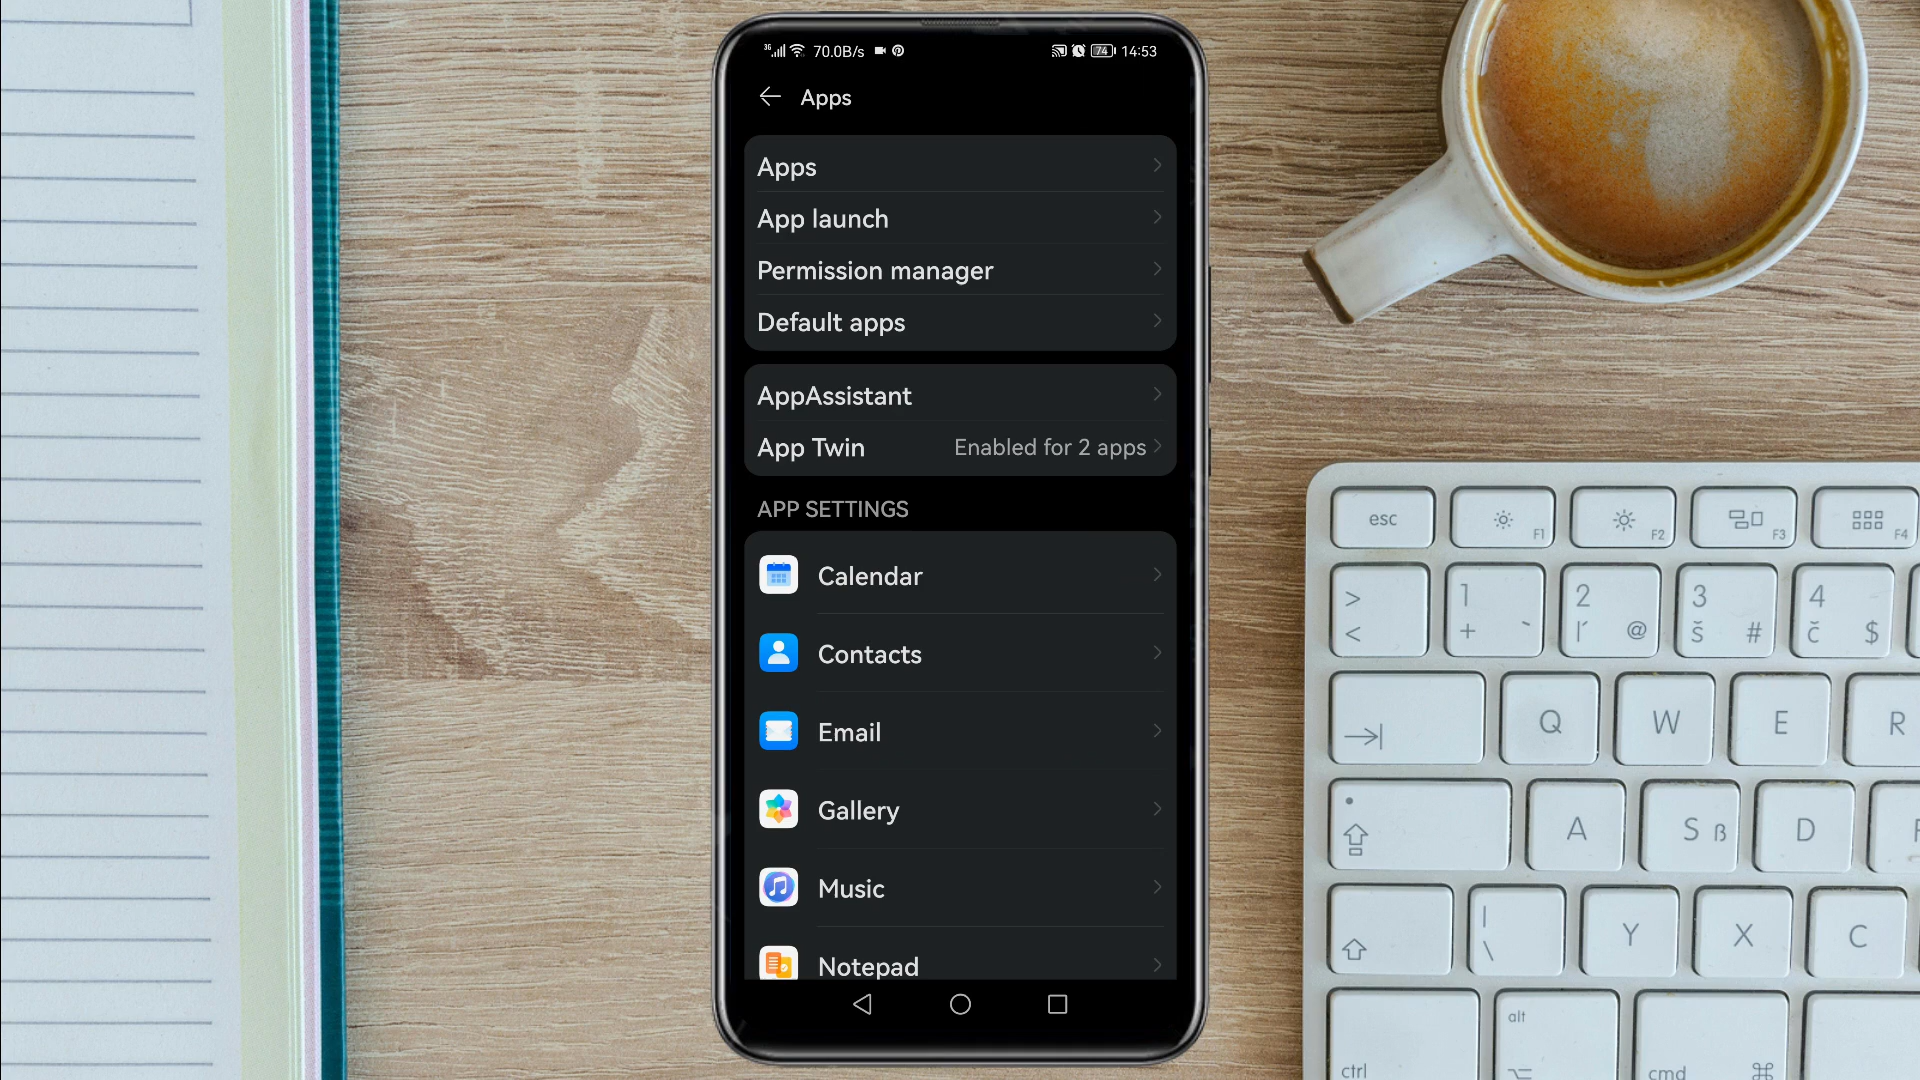 3G 70.0B/s 74 14:53
Apps
Apps
App launch
Permission manager
Default apps
AppAssistant
App Twin Enabled for 2 apps
APP SETTINGS
Calendar
Contacts
Email
Gallery
Music
Notepad
esc F1 F2 F3 F4
> 1 2 3 4
< + ` ľ @ š # č $
Q W E R
A S ß D F
| \ Y X C
alt
ctrl cmd ⌘